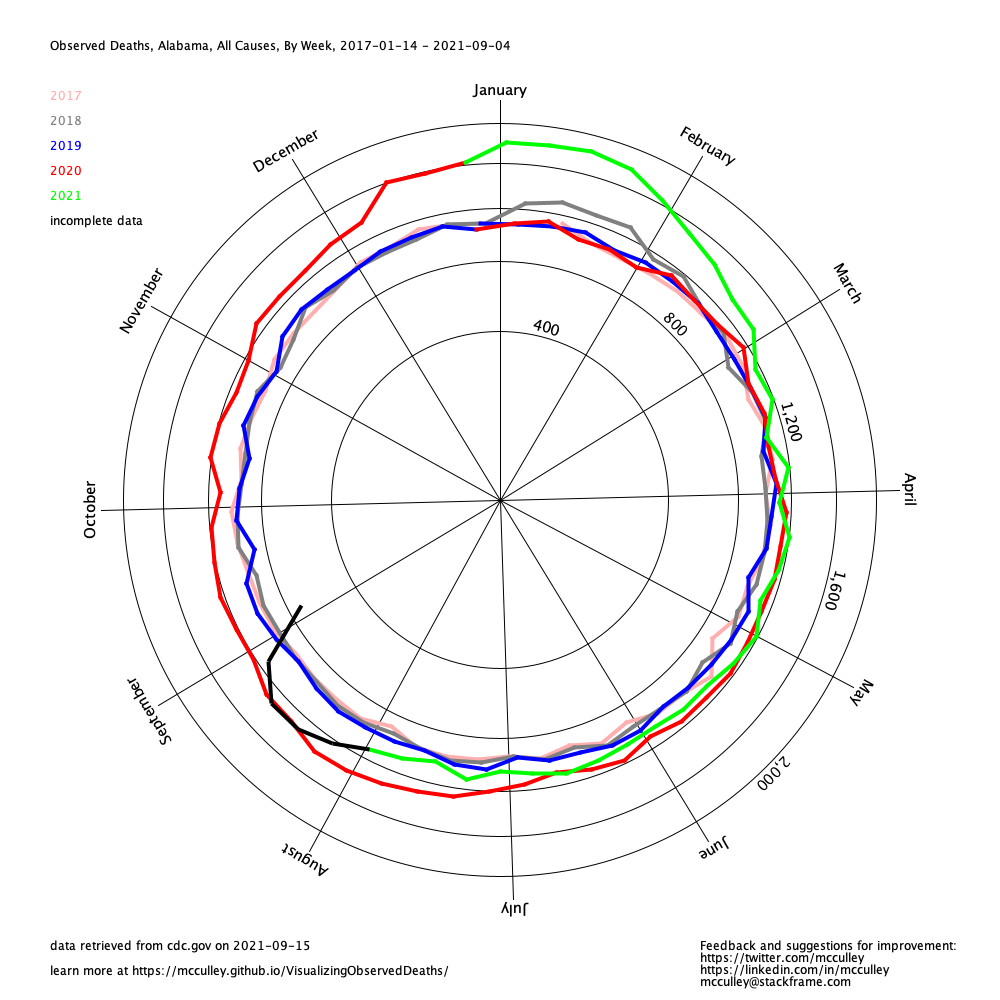 Observed Deaths, Alabama, All Causes, By Week, 2017-01-14 - 2021-09-04
2017
2018
2019
2020
2021
incomplete data
January
February
March
April
May
June
July
August
September
October
November
December
400
800
1,200
1,600
2,000
data retrieved from cdc.gov on 2021-09-15
learn more at https://mcculley.github.io/VisualizingObservedDeaths/
Feedback and suggestions for improvement:
https://twitter.com/mcculley
https://linkedin.com/in/mcculley
mcculley@stackframe.com